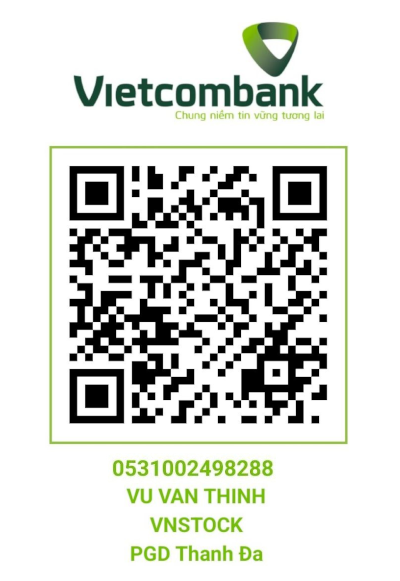 Vietcombank
Chung niềm tin vững tương lai
0531002498288
VU VAN THINH
VNSTOCK
PGD Thanh Đa